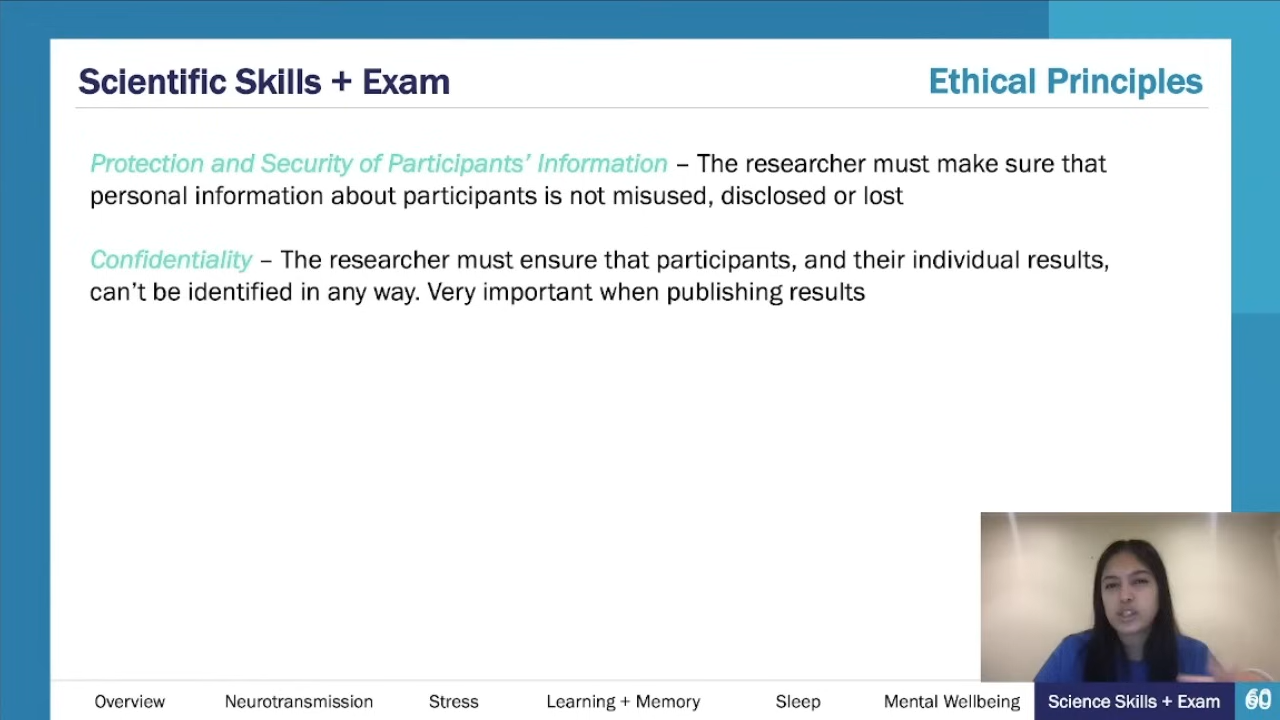 Scientific Skills + Exam
Ethical Principles
Protection and Security of Participants' Information – The researcher must make sure that
personal information about participants is not misused, disclosed or lost
Confidentiality – The researcher must ensure that participants, and their individual results,
can't be identified in any way. Very important when publishing results
Overview
Neurotransmission
Stress
Learning + Memory
Sleep
Mental Wellbeing
Science Skills + Exam